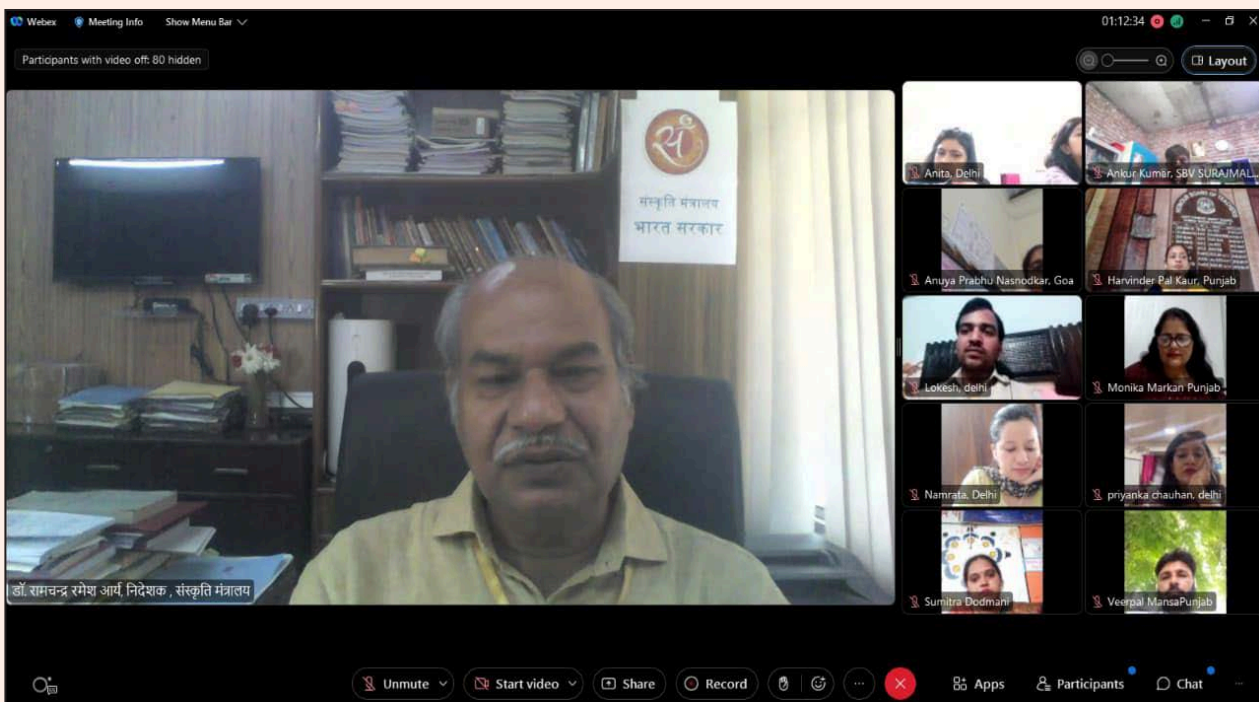 Webex
Meeting Info
Show Menu Bar
01:12:34
Participants with video off: 80 hidden
Layout
सं
संस्कृति मंत्रालय
भारत सरकार
डॉ. रामचन्द्र रमेश आर्य, निदेशक , संस्कृति मंत्रालय
Anita, Delhi
Ankur Kumar, SBV SURAJMAL...
Anuya Prabhu Nasnodkar, Goa
Harvinder Pal Kaur, Punjab
Lokesh, delhi
Monika Markan Punjab
Namrata, Delhi
priyanka chauhan, delhi
Sumitra Dodmani
Veerpal MansaPunjab
Unmute
Start video
Share
Record
Apps
Participants
Chat